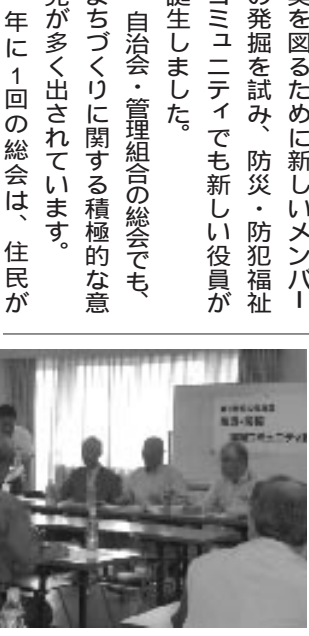 実を図るために新しいメンバー
の発掘を試み、防災・防犯福祉
コミュニティでも新しい役員が
誕生しました。
自治会・管理組合の総会でも、
まちづくりに関する積極的な意
見が多く出されています。
年に1回の総会は、住民が